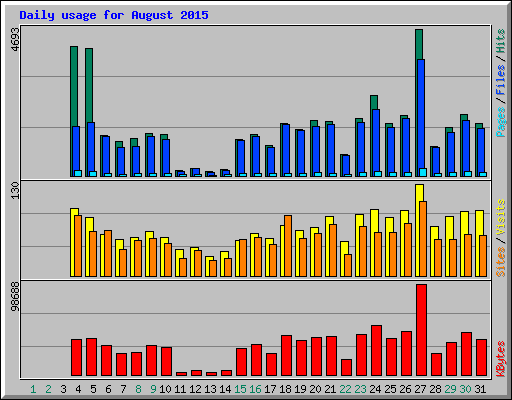 Daily usage for August 2015
4693
Pages / Files / Hits
130
Sites / Visits
98688
KBytes
1 2 3 4 5 6 7 8 9 10 11 12 13 14 15 16 17 18 19 20 21 22 23 24 25 26 27 28 29 30 31